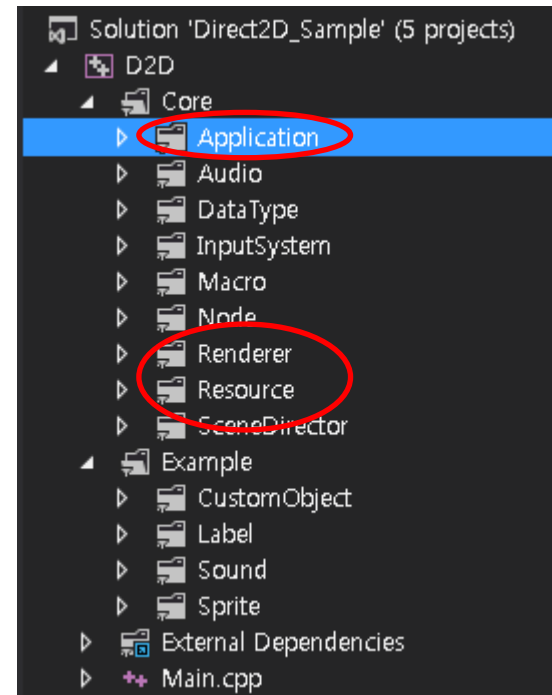 Solution 'Direct2D_Sample' (5 projects)
D2D
Core
Application
Audio
DataType
InputSystem
Macro
Node
Renderer
Resource
SceneDirector
Example
CustomObject
Label
Sound
Sprite
External Dependencies
Main.cpp